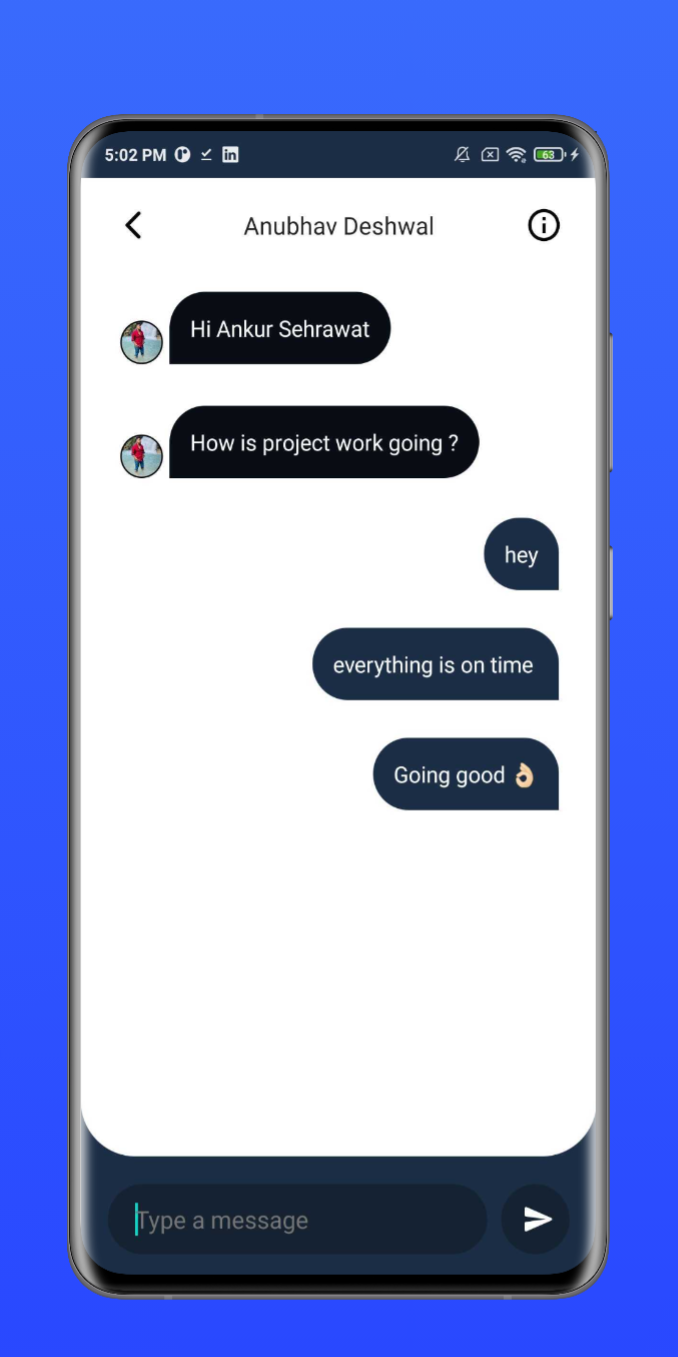 5:02 PM
63
Anubhav Deshwal
Hi Ankur Sehrawat
How is project work going ?
hey
everything is on time
Going good 👌🏻
Type a message